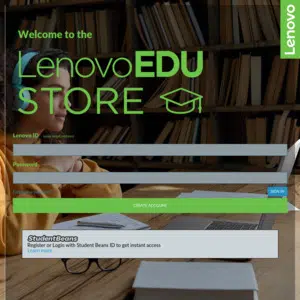 Welcome to the
LenovoEDU
STORE
Lenovo
Lenovo ID
Password
SIGN IN
Create Account
StudentBeans
Register or Login with Student Beans ID to get instant access
Learn more